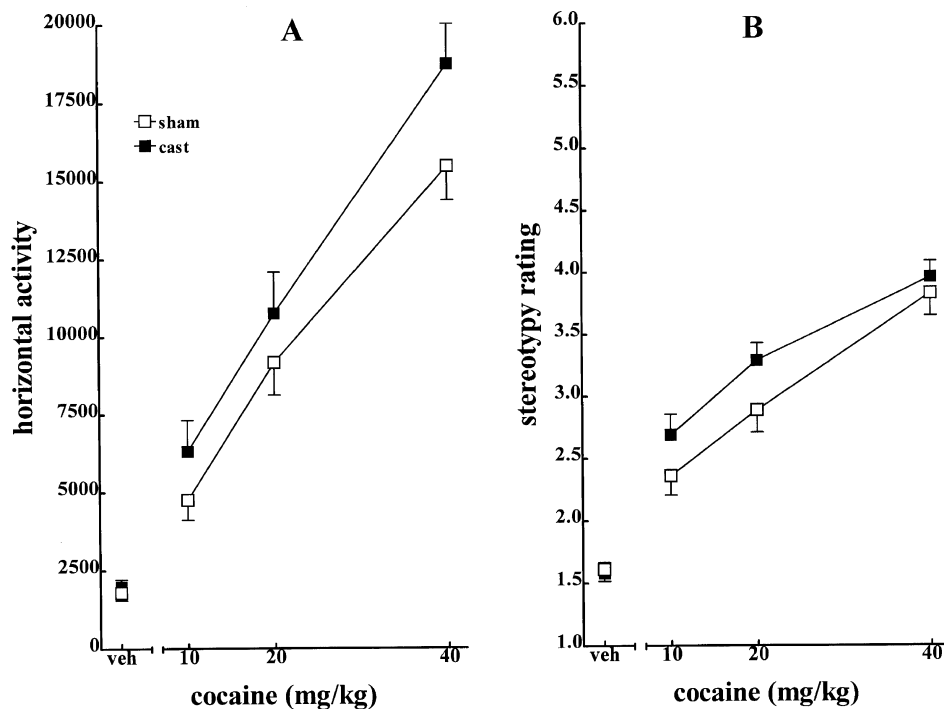 A
20000
17500
15000
12500
10000
7500
5000
2500
0
horizontal activity
sham
cast
veh 10 20 40
cocaine (mg/kg)
B
6.0
5.5
5.0
4.5
4.0
3.5
3.0
2.5
2.0
1.5
1.0
stereotypy rating
veh 10 20 40
cocaine (mg/kg)